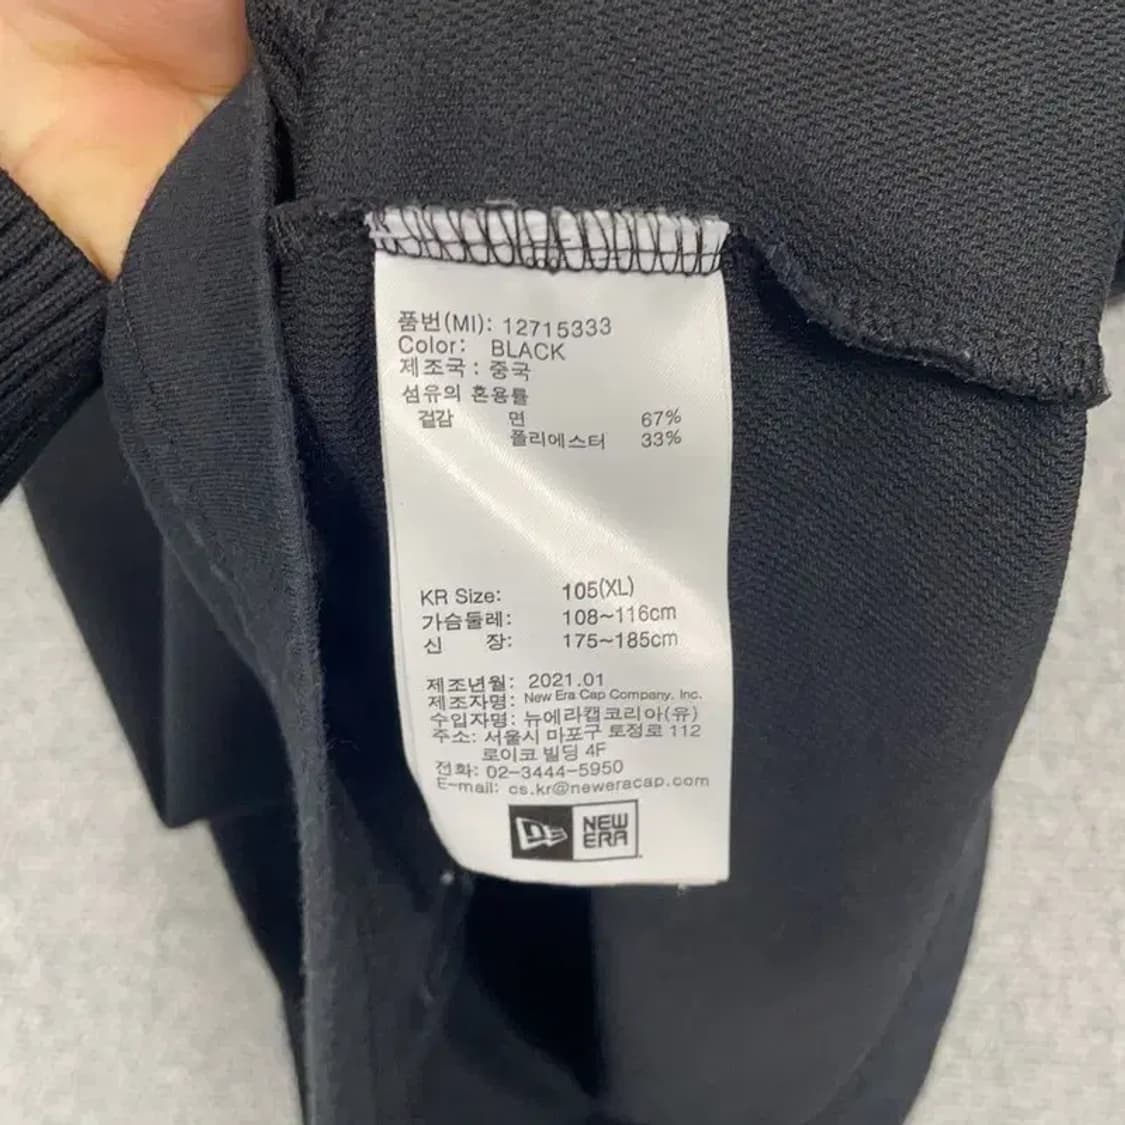 품번(MI): 12715333
Color: BLACK
제조국 : 중국
섬유의 혼용률
겉감 면 67%
폴리에스터 33%
KR Size: 105(XL)
가슴둘레: 108~116cm
신 장: 175~185cm
제조년월: 2021.01
제조자명: New Era Cap Company, Inc.
수입자명: 뉴에라캡코리아(유)
주소: 서울시 마포구 토정로 112
로이코 빌딩 4F
전화: 02-3444-5950
E-mail: cs.kr@neweracap.com
NEW
ERA